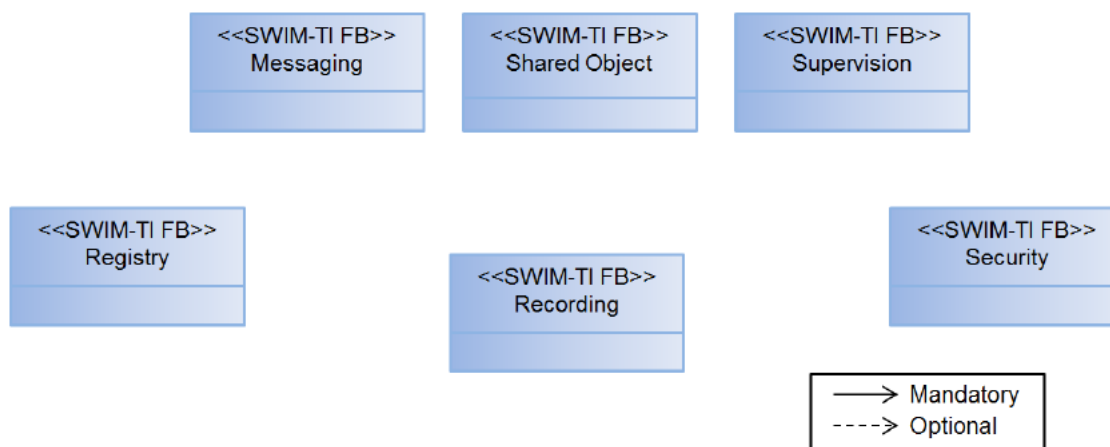 <<SWIM-TI FB>>
Messaging
<<SWIM-TI FB>>
Shared Object
<<SWIM-TI FB>>
Supervision
<<SWIM-TI FB>>
Registry
<<SWIM-TI FB>>
Recording
<<SWIM-TI FB>>
Security
Mandatory
Optional